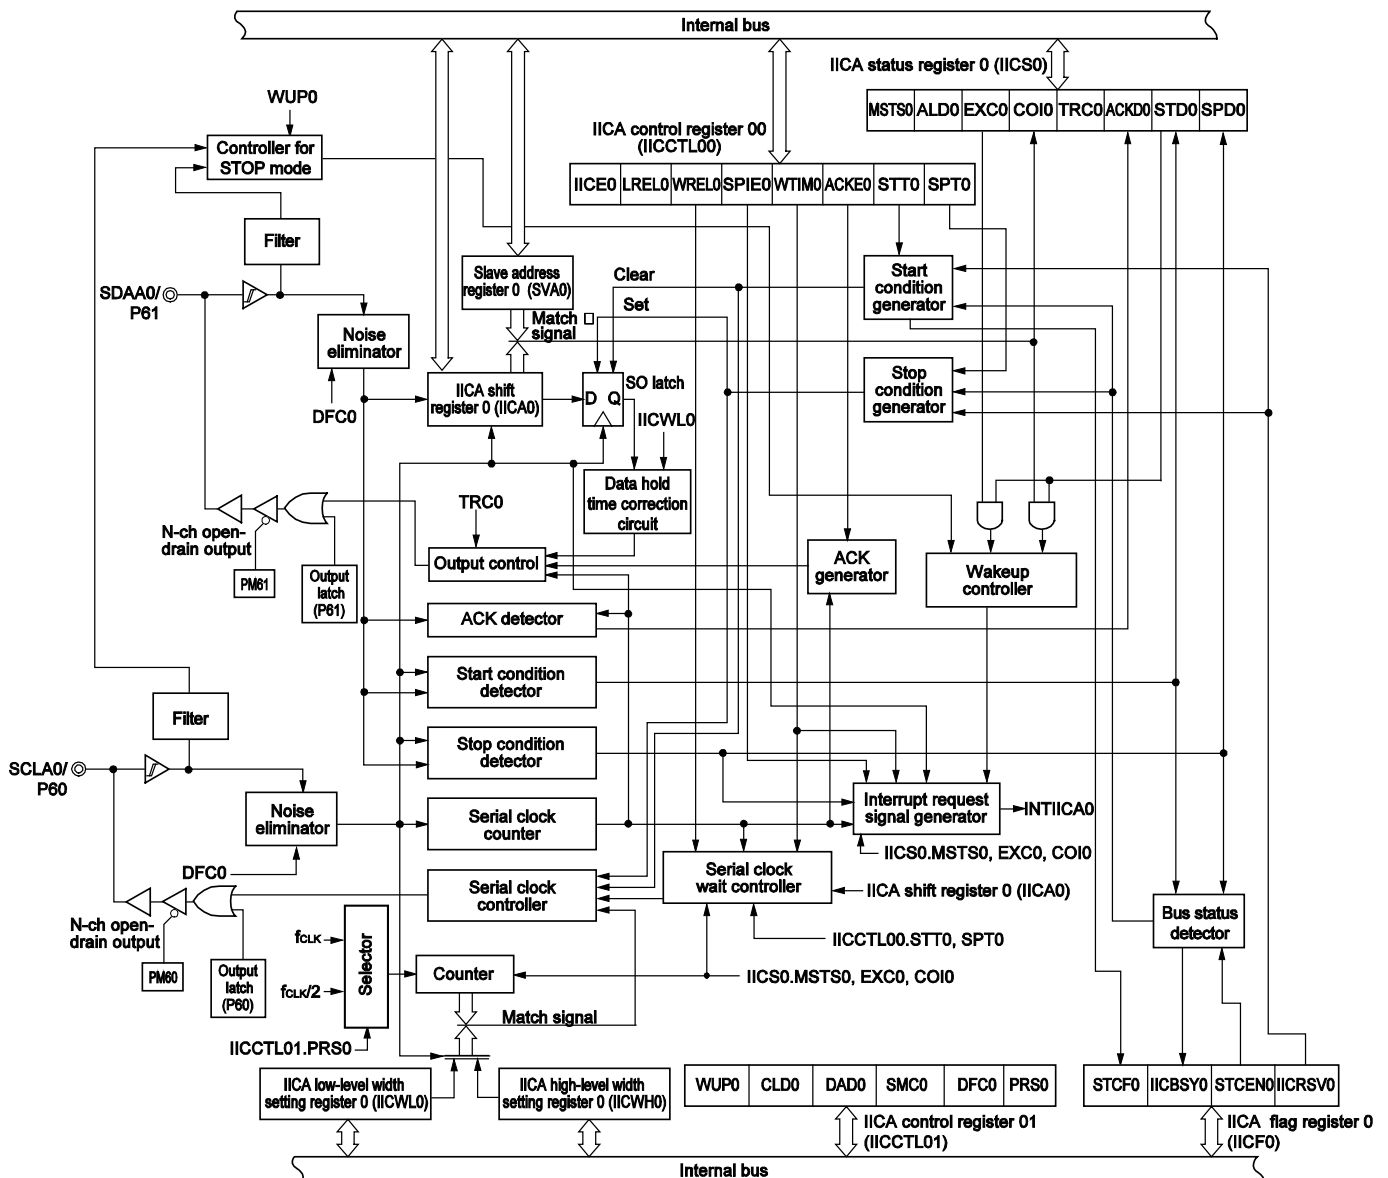 Internal bus
IICA status register 0 (IICS0)
MSTS0 ALD0 EXC0 COI0 TRC0 ACKD0 STD0 SPD0
WUP0
Controller for
STOP mode
IICA control register 00
(IICCTL00)
IICE0 LREL0 WREL0 SPIE0 WTIM0 ACKE0 STT0 SPT0
Filter
SDAA0/
P61
Slave address
register 0 (SVA0)
Clear
Set
Match
signal
Start
condition
generator
Noise
eliminator
DFC0
IICA shift
register 0 (IICA0)
D Q
SO latch
IICWL0
Stop
condition
generator
Data hold
time correction
circuit
N-ch open-
drain output
PM61
Output
latch
(P61)
TRC0
Output control
ACK
generator
Wakeup
controller
ACK detector
Start condition
detector
Filter
Stop condition
detector
SCLA0/
P60
Noise
eliminator
DFC0
Serial clock
counter
Interrupt request
signal generator
INTIICA0
IICS0.MSTS0, EXC0, COI0
Serial clock
wait controller
IICA shift register 0 (IICA0)
Serial clock
controller
N-ch open-
drain output
PM60
Output
latch
(P60)
fCLK
fCLK/2
Selector
IICCTL01.PRS0
Counter
IICCTL00.STT0, SPT0
IICS0.MSTS0, EXC0, COI0
Match signal
Bus status
detector
IICA low-level width
setting register 0 (IICWL0)
IICA high-level width
setting register 0 (IICWH0)
WUP0 CLD0 DAD0 SMC0 DFC0 PRS0
IICA control register 01
(IICCTL01)
STCF0 IICBSY0 STCEN0 IICRSV0
IICA flag register 0
(IICF0)
Internal bus